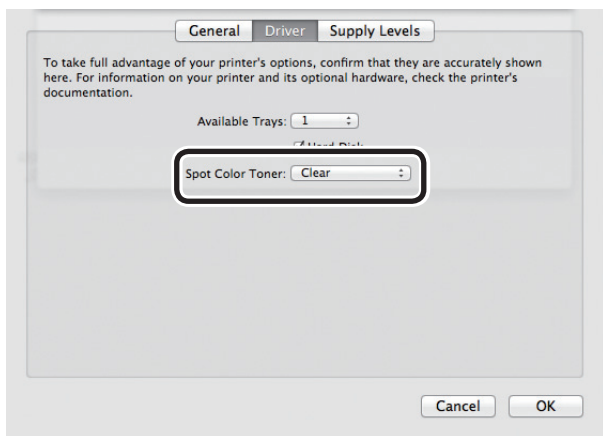 General Driver Supply Levels
To take full advantage of your printer's options, confirm that they are accurately shown
here. For information on your printer and its optional hardware, check the printer's
documentation.
Available Trays: 1
Hard Disk
Spot Color Toner: Clear
Cancel OK